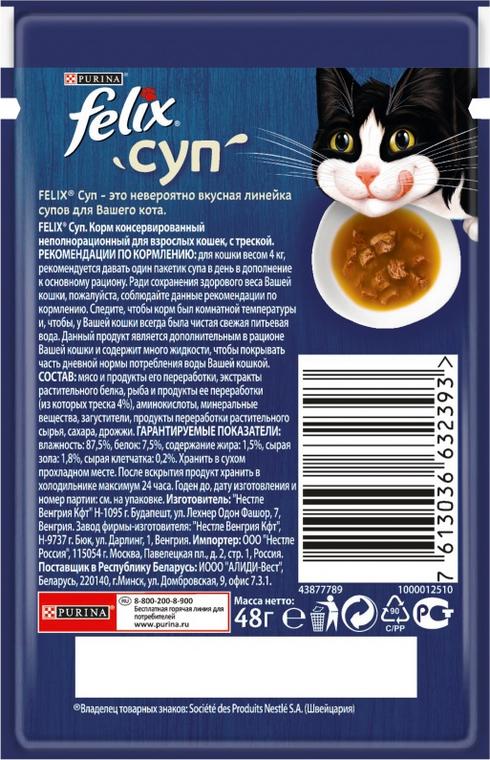 PURINA
felix®
суп
FELIX® Суп – это невероятно вкусная линейка
супов для Вашего кота.
FELIX® Суп. Корм консервированный
неполнорационный для взрослых кошек, с треской.
РЕКОМЕНДАЦИИ ПО КОРМЛЕНИЮ: для кошки весом 4 кг,
рекомендуется давать один пакетик супа в день в дополнение
к основному рациону. Ради сохранения здорового веса Вашей
кошки, пожалуйста, соблюдайте данные рекомендации по
кормлению. Следите, чтобы корм был комнатной температуры
и, чтобы, у Вашей кошки всегда была чистая свежая питьевая
вода. Данный продукт является дополнительным в рационе
Вашей кошки и содержит много жидкости, чтобы покрывать
часть дневной нормы потребления воды Вашей кошкой.
СОСТАВ: мясо и продукты его переработки, экстракты
растительного белка, рыба и продукты ее переработки
(из которых треска 4%), аминокислоты, минеральные
вещества, загустители, продукты переработки растительного
сырья, сахара, дрожжи. ГАРАНТИРУЕМЫЕ ПОКАЗАТЕЛИ:
влажность: 87,5%, белок: 7,5%, содержание жира: 1,5%, сырая
зола: 1,8%, сырая клетчатка: 0,2%. Хранить в сухом
прохладном месте. После вскрытия продукт хранить в
холодильнике максимум 24 часа. Годен до, дату изготовления и
номер партии: см. на упаковке. Изготовитель: "Нестле
Венгрия Кфт" Н-1095 г. Будапешт, ул. Лехнер Одон Фашор, 7,
Венгрия. Завод фирмы-изготовителя: "Нестле Венгрия Кфт",
Н-9737 г. Бюк, ул. Дарлинг, 1, Венгрия. Импортер: ООО "Нестле
Россия", 115054 г. Москва, Павелецкая пл., д. 2, стр. 1, Россия.
Поставщик в Республику Беларусь: ИООО "АЛИДИ-Вест",
Беларусь, 220140, г.Минск, ул. Домбровская, 9, офис 7.3.1.
7 613036 632393 >
43877789 1000012510
PURINA
RU 8-800-200-8-900
Бесплатная горячая линия для
потребителей
www.purina.ru
Масса нетто:
48г e
90
C/PP
РСТ
®Владелец товарных знаков: Société des Produits Nestlé S.A. (Швейцария)